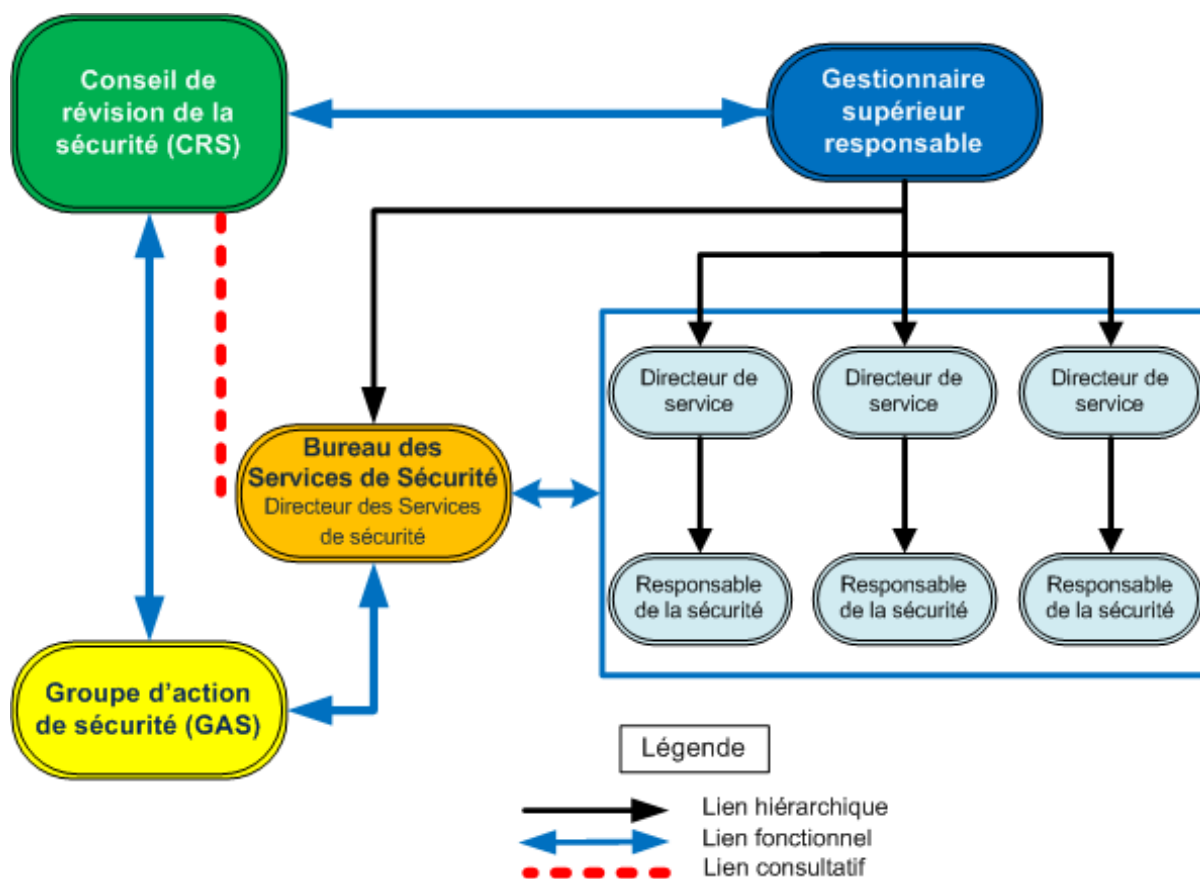 Conseil de
révision de la
sécurité (CRS)
Gestionnaire
supérieur
responsable
Directeur de
service
Directeur de
service
Directeur de
service
Bureau des
Services de Sécurité
Directeur des Services
de sécurité
Responsable
de la sécurité
Responsable
de la sécurité
Responsable
de la sécurité
Groupe d'action
de sécurité (GAS)
Légende
Lien hiérarchique
Lien fonctionnel
Lien consultatif